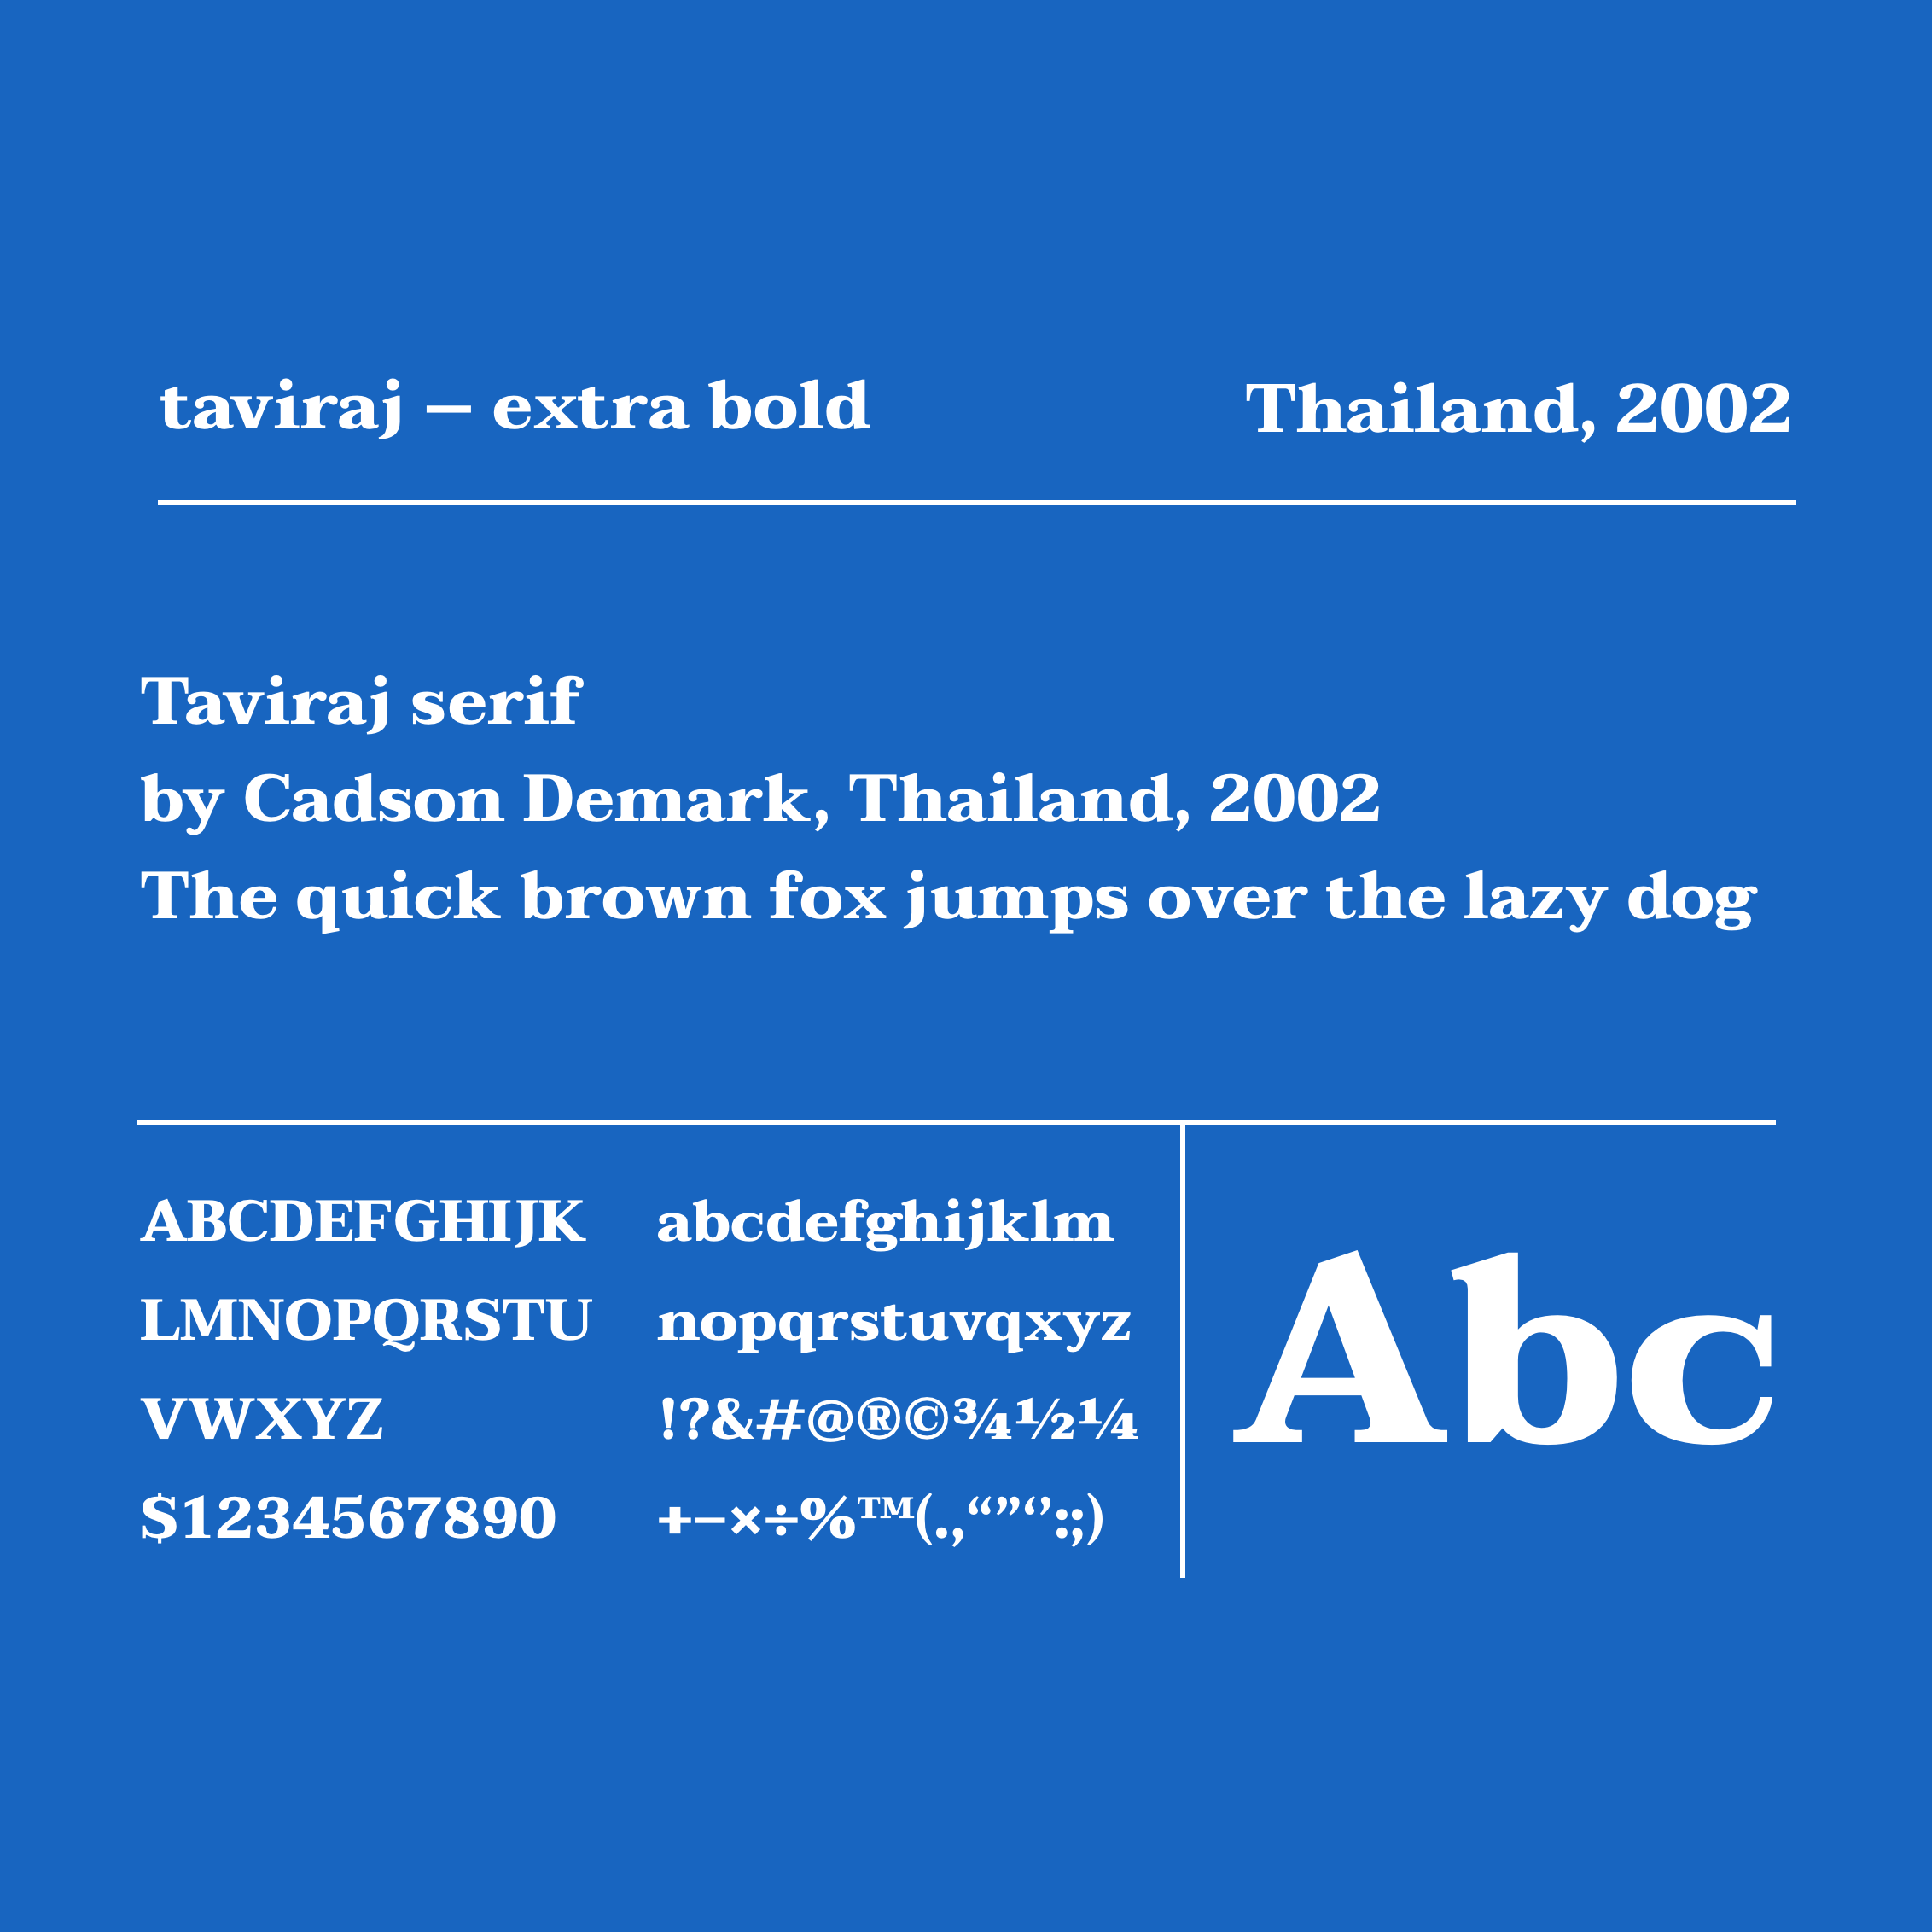 taviraj – extra bold
Thailand, 2002
Taviraj serif
by Cadson Demark, Thailand, 2002
The quick brown fox jumps over the lazy dog
ABCDEFGHIJK
LMNOPQRSTU
VWXYZ
$1234567890
abcdefghijklm
nopqrstuvqxyz
!?&#@®©¾½¼
+−×÷%™(.,“”‘’:;)
Abc